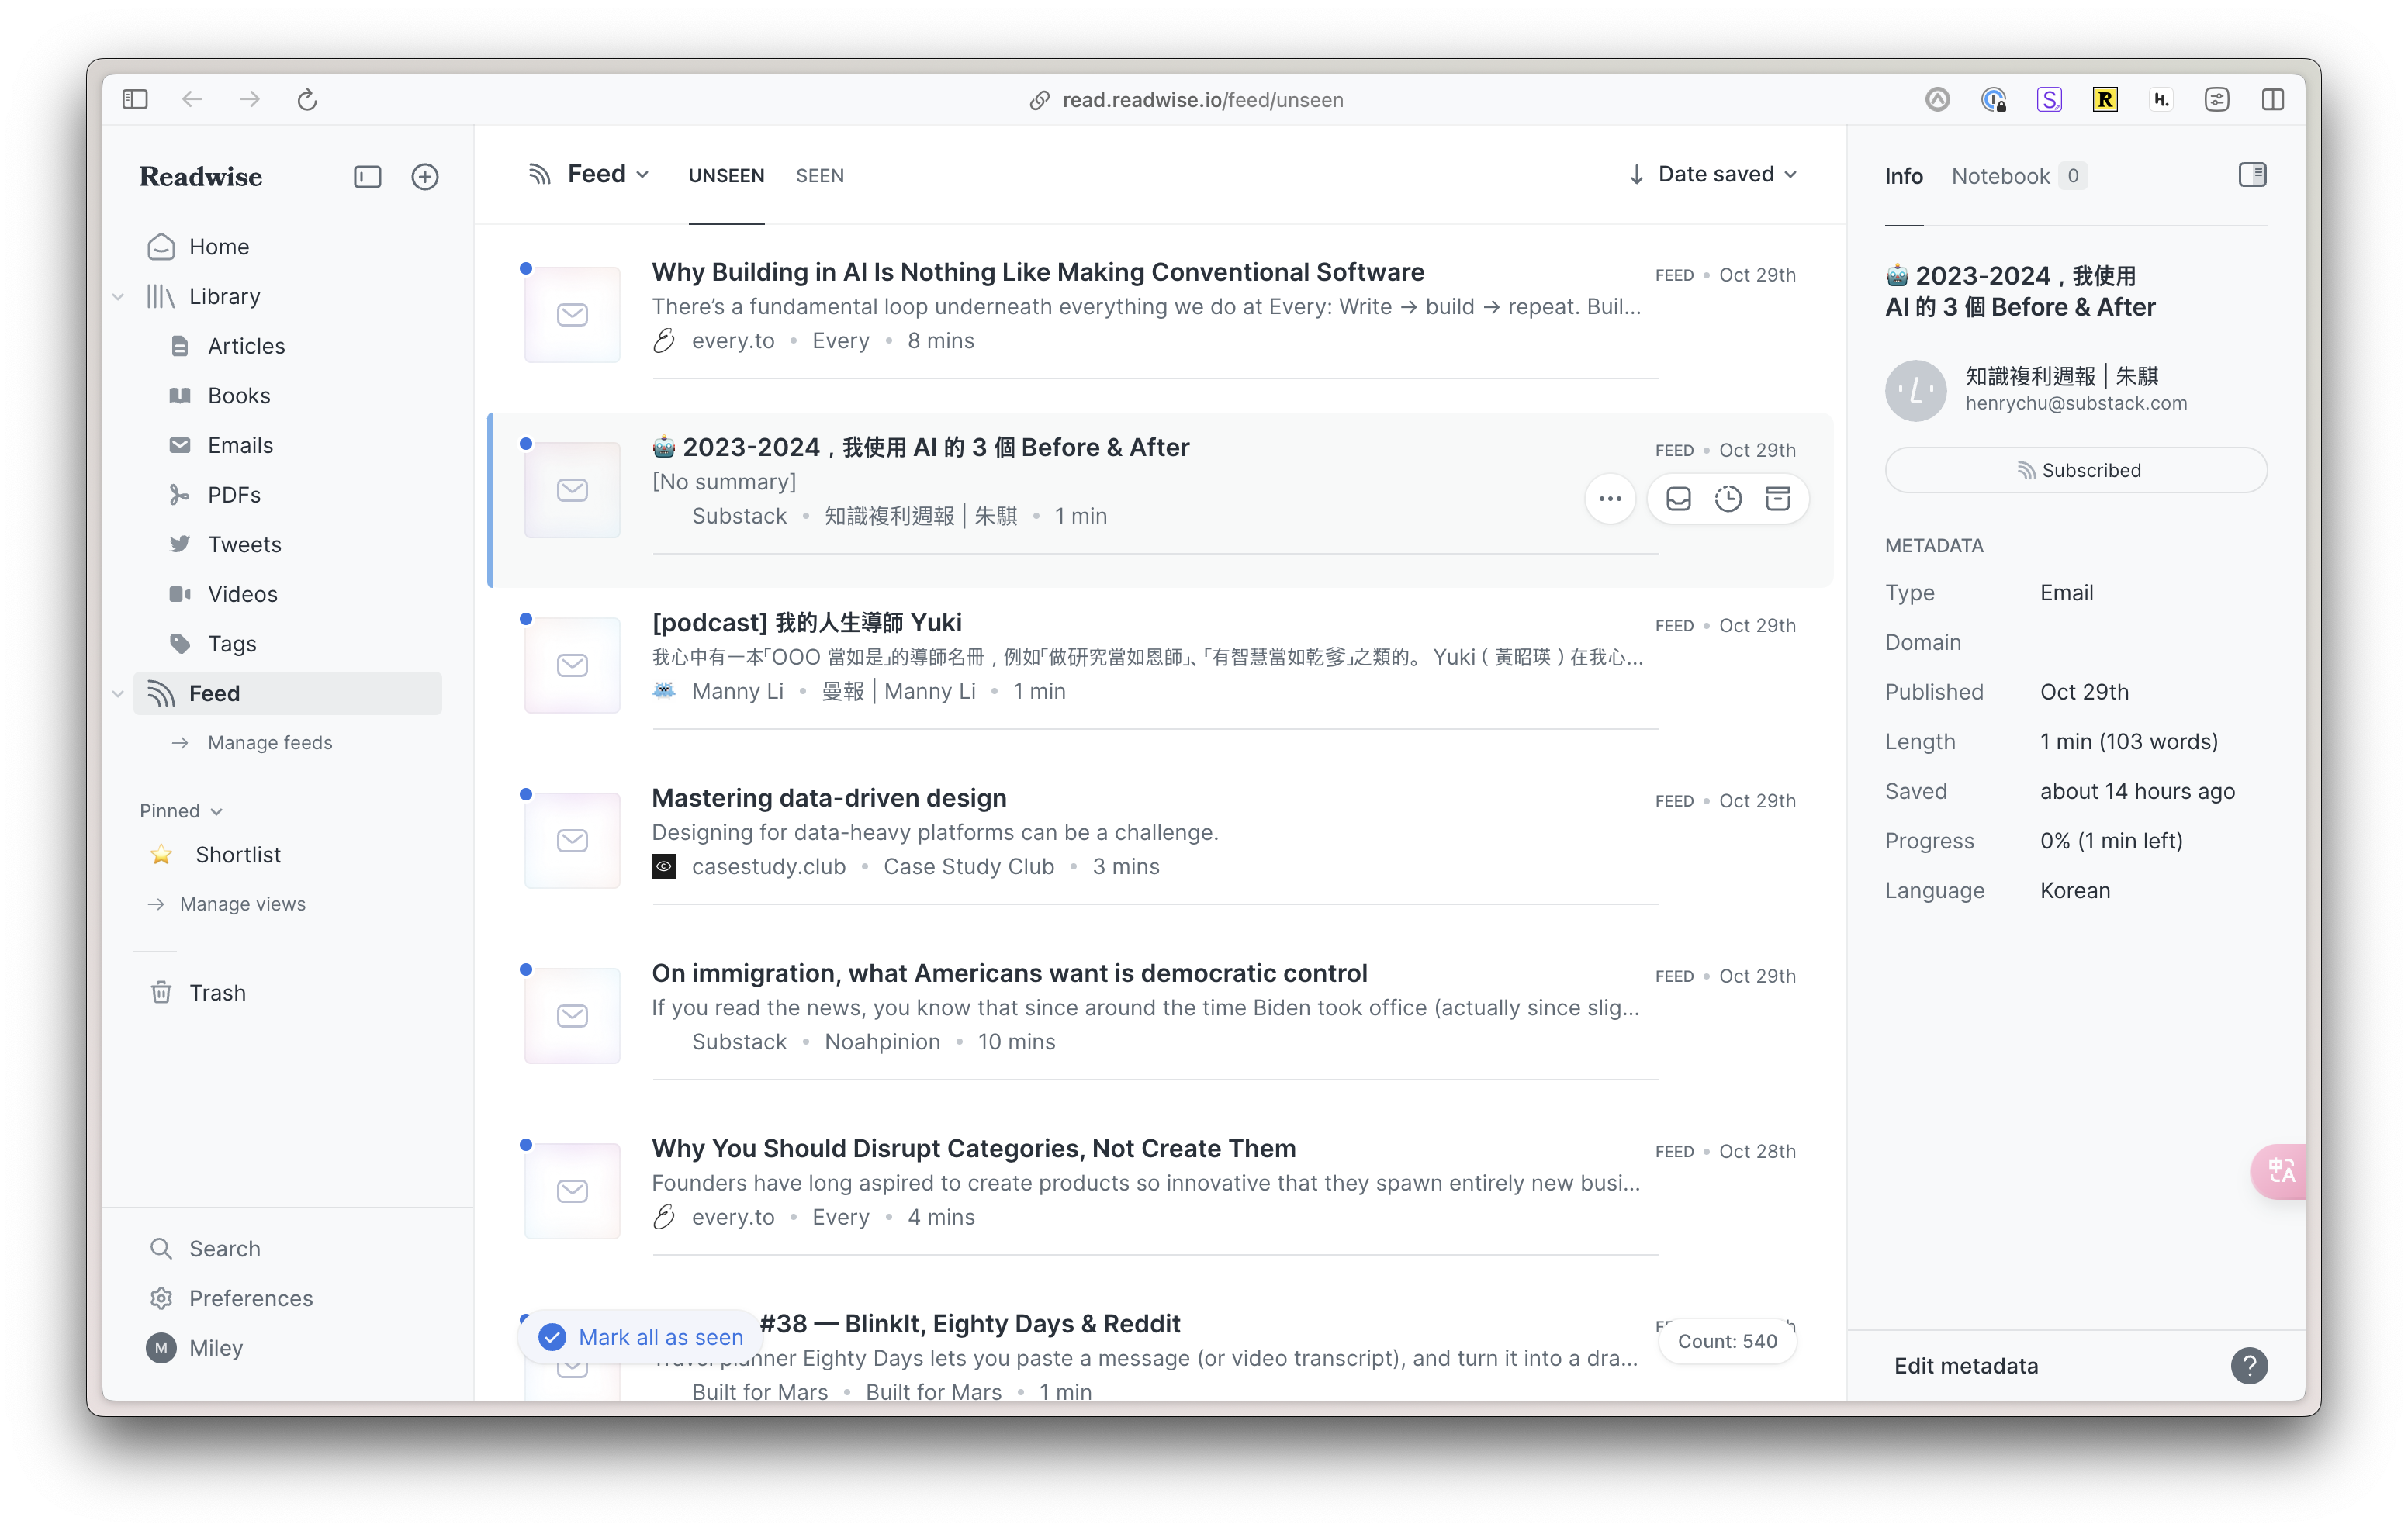 read.readwise.io/feed/unseen
S
R
H.
Readwise
Home
Library
Articles
Books
Emails
PDFs
Tweets
Videos
Tags
Feed
Manage feeds
Pinned
⭐ Shortlist
Manage views
Trash
Search
Preferences
M Miley
Feed UNSEEN SEEN Date saved
Why Building in AI Is Nothing Like Making Conventional Software FEED • Oct 29th
There’s a fundamental loop underneath everything we do at Every: Write → build → repeat. Buil...
every.to • Every • 8 mins
🤖 2023-2024，我使用 AI 的 3 個 Before & After FEED • Oct 29th
[No summary]
Substack • 知識複利週報｜朱騏 • 1 min
[podcast] 我的人生導師 Yuki FEED • Oct 29th
我心中有一本「OOO 當如是」的導師名冊，例如「做研究當如恩師」、「有智慧當如乾爹」之類的。 Yuki（黃昭瑛）在我心...
Manny Li • 曼報｜Manny Li • 1 min
Mastering data-driven design FEED • Oct 29th
Designing for data-heavy platforms can be a challenge.
casestudy.club • Case Study Club • 3 mins
On immigration, what Americans want is democratic control FEED • Oct 29th
If you read the news, you know that since around the time Biden took office (actually since slig...
Substack • Noahpinion • 10 mins
Why You Should Disrupt Categories, Not Create Them FEED • Oct 28th
Founders have long aspired to create products so innovative that they spawn entirely new busi...
every.to • Every • 4 mins
#38 — BlinkIt, Eighty Days & Reddit
Mark all as seen
Count: 540
planner Eighty Days lets you paste a message (or video transcript), and turn it into a dra...
Built for Mars • Built for Mars • 1 min
Info Notebook 0
🤖 2023-2024，我使用
AI 的 3 個 Before & After
知識複利週報｜朱騏
henrychu@substack.com
Subscribed
METADATA
Type Email
Domain
Published Oct 29th
Length 1 min (103 words)
Saved about 14 hours ago
Progress 0% (1 min left)
Language Korean
中A
Edit metadata ?